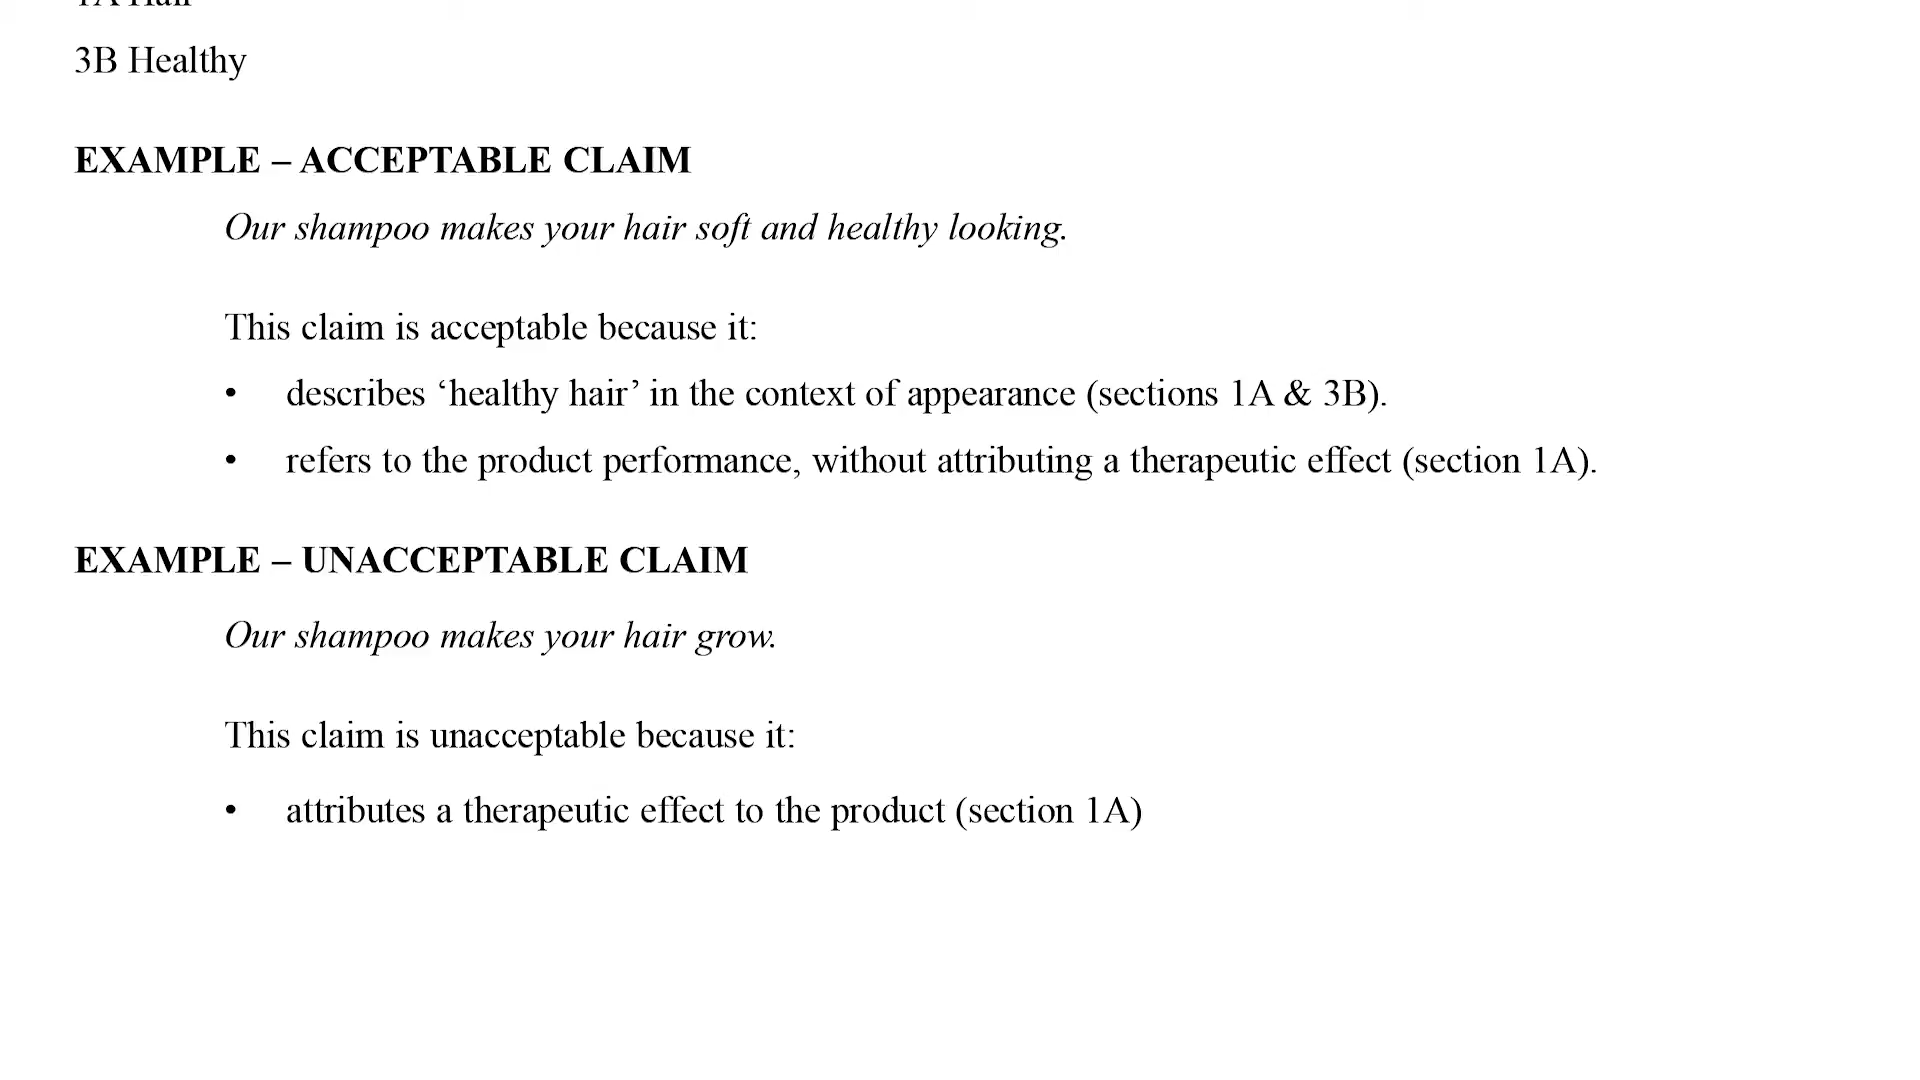 1A Hair
3B Healthy
EXAMPLE – ACCEPTABLE CLAIM
Our shampoo makes your hair soft and healthy looking.
This claim is acceptable because it:
• describes ‘healthy hair’ in the context of appearance (sections 1A & 3B).
• refers to the product performance, without attributing a therapeutic effect (section 1A).
EXAMPLE – UNACCEPTABLE CLAIM
Our shampoo makes your hair grow.
This claim is unacceptable because it:
• attributes a therapeutic effect to the product (section 1A)